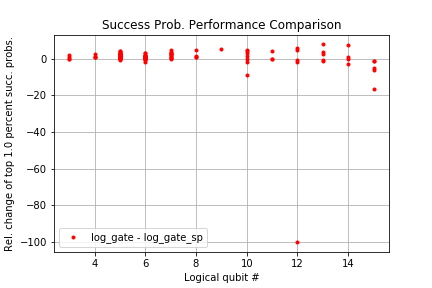 Success Prob. Performance Comparison
Rel. change of top 1.0 percent succ. probs.
0
−20
−40
−60
−80
−100
log_gate - log_gate_sp
4 6 8 10 12 14
Logical qubit #